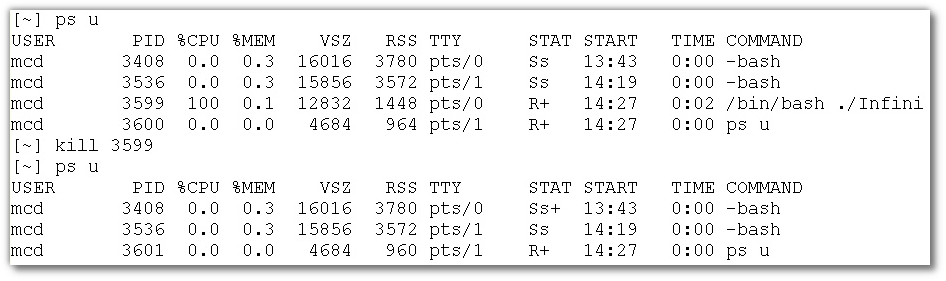 [~] ps u
USER       PID %CPU %MEM    VSZ   RSS TTY      STAT START   TIME COMMAND
mcd       3408  0.0  0.3  16016  3780 pts/0    Ss   13:43   0:00 -bash
mcd       3536  0.0  0.3  15856  3572 pts/1    Ss   14:19   0:00 -bash
mcd       3599  100  0.1  12832  1448 pts/0    R+   14:27   0:02 /bin/bash ./Infini
mcd       3600  0.0  0.0   4684   964 pts/1    R+   14:27   0:00 ps u
[~] kill 3599
[~] ps u
USER       PID %CPU %MEM    VSZ   RSS TTY      STAT START   TIME COMMAND
mcd       3408  0.0  0.3  16016  3780 pts/0    Ss+  13:43   0:00 -bash
mcd       3536  0.0  0.3  15856  3572 pts/1    Ss   14:19   0:00 -bash
mcd       3601  0.0  0.0   4684   960 pts/1    R+   14:27   0:00 ps u